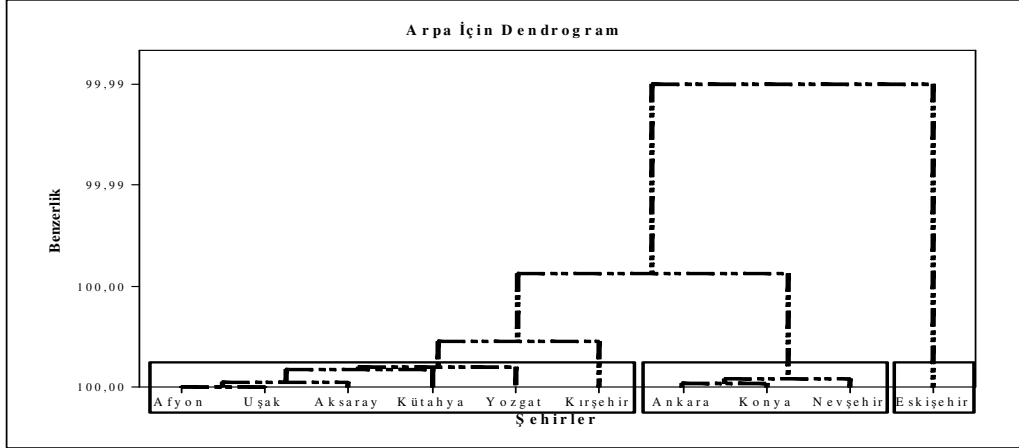 Arpa İçin Dendrogram
99,99
99,99
100,00
100,00
Benzerlik
Afyon Uşak Aksaray Kütahya Yozgat Kırşehir Ankara Konya Nevşehir Eskişehir
Şehirler